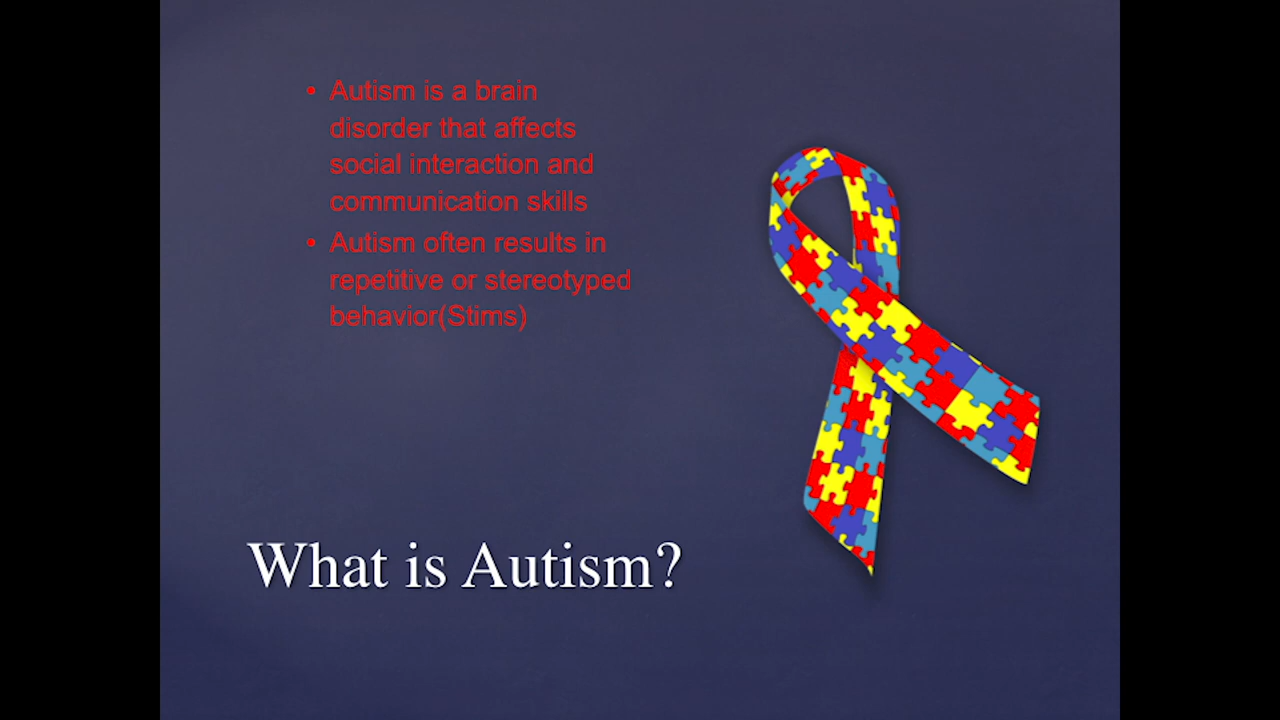 • Autism is a brain
disorder that affects
social interaction and
communication skills
• Autism often results in
repetitive or stereotyped
behavior(Stims)
What is Autism?